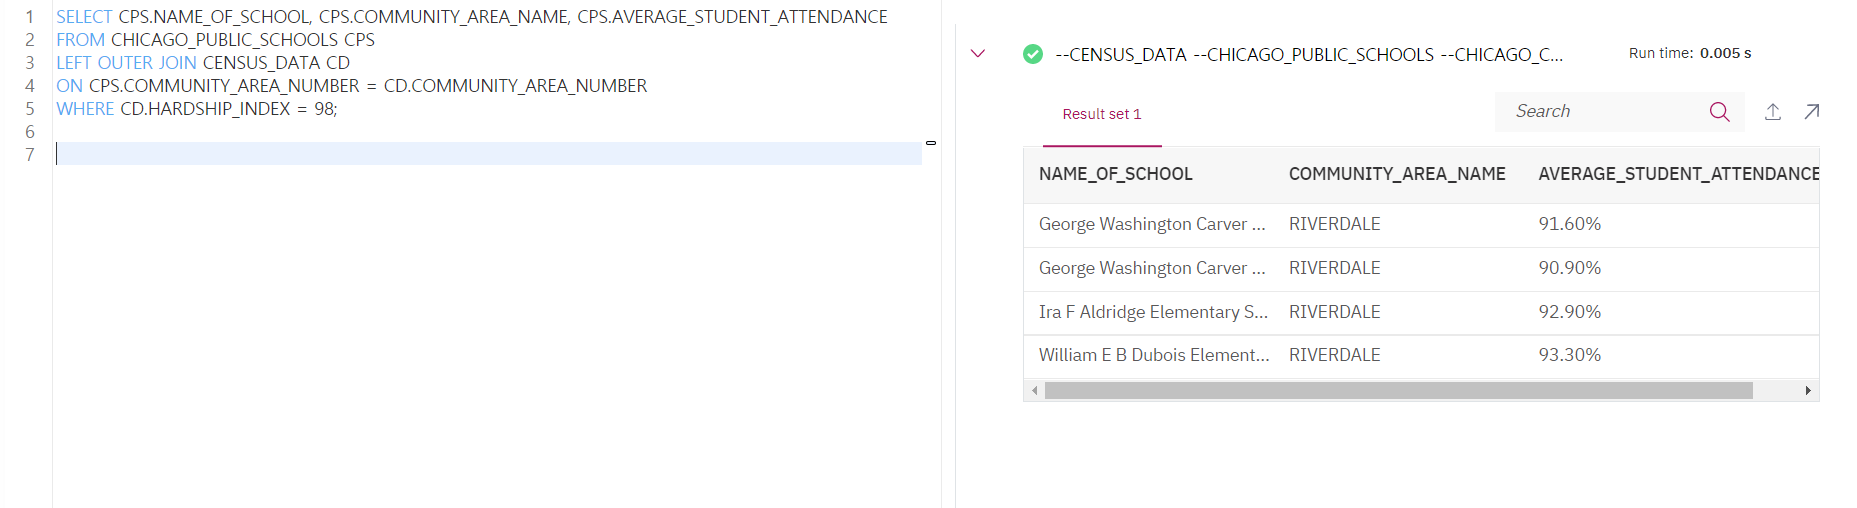 1 SELECT CPS.NAME_OF_SCHOOL, CPS.COMMUNITY_AREA_NAME, CPS.AVERAGE_STUDENT_ATTENDANCE
2 FROM CHICAGO_PUBLIC_SCHOOLS CPS
3 LEFT OUTER JOIN CENSUS_DATA CD
4 ON CPS.COMMUNITY_AREA_NUMBER = CD.COMMUNITY_AREA_NUMBER
5 WHERE CD.HARDSHIP_INDEX = 98;
6
7
--CENSUS_DATA --CHICAGO_PUBLIC_SCHOOLS --CHICAGO_C... Run time: 0.005 s
Result set 1 Search
NAME_OF_SCHOOL COMMUNITY_AREA_NAME AVERAGE_STUDENT_ATTENDANCE
George Washington Carver ... RIVERDALE 91.60%
George Washington Carver ... RIVERDALE 90.90%
Ira F Aldridge Elementary S... RIVERDALE 92.90%
William E B Dubois Element... RIVERDALE 93.30%